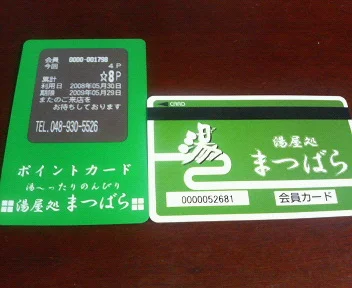 会員 0000-001798
今回 4P
累計 ☆8P
利用日 2008年05月30日
期限 2009年05月29日
またのご来店を
お待ちしております
TEL.048-930-5526
ポイントカード
湯〜ったりのんびり
湯屋処 まつばら
CARD
湯
湯屋処
まつばら
0000052681
会員カード